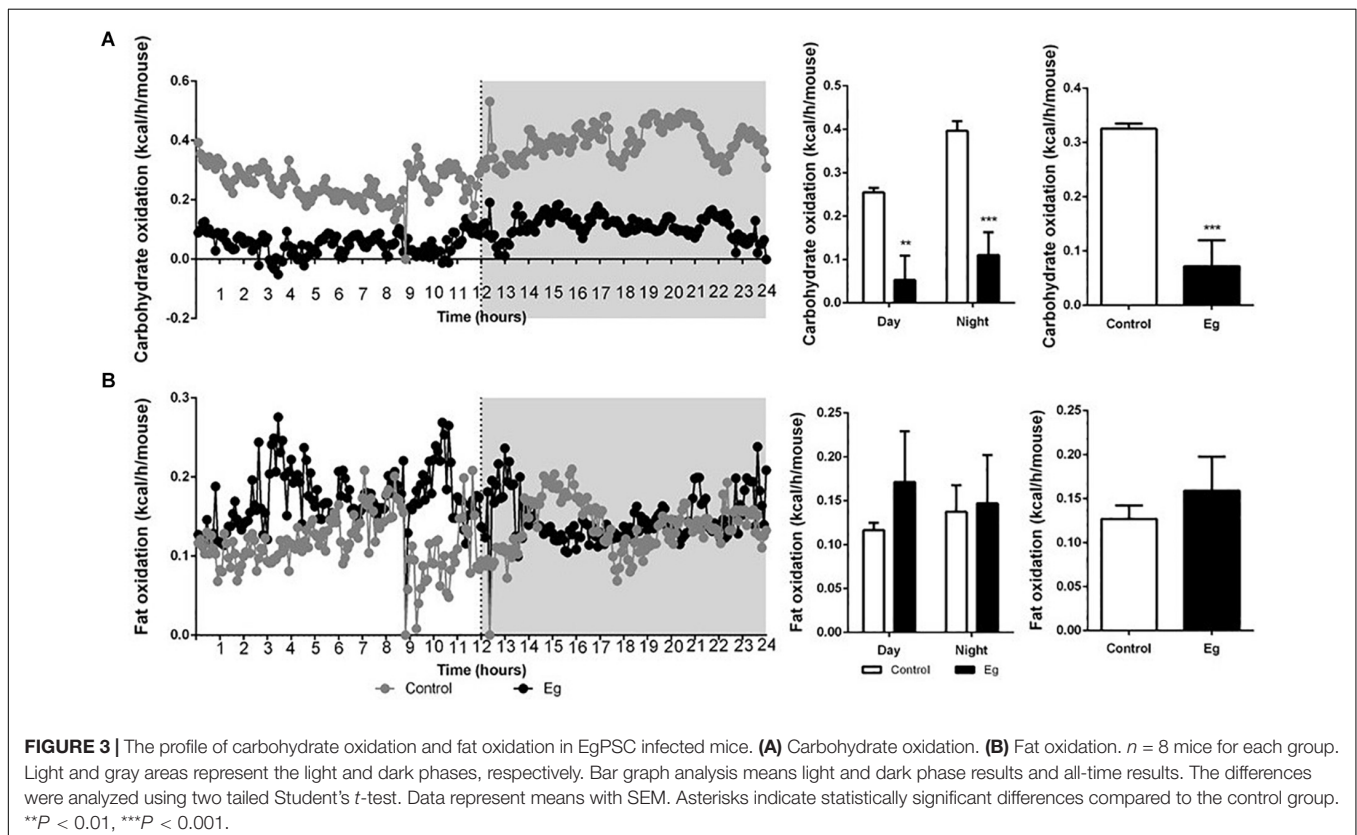 A
Carbohydrate oxidation (kcal/h/mouse)
0.6
0.4
0.2
0.0
-0.2
1 2 3 4 5 6 7 8 9 10 11 12 13 14 15 16 17 18 19 20 21 22 23 24
Time (hours)
Carbohydrate oxidation (kcal/h/mouse)
0.5
0.4
0.3
0.2
0.1
0.0
**
***
Day Night
Carbohydrate oxidation (kcal/h/mouse)
0.4
0.3
0.2
0.1
0.0
***
Control Eg
B
Fat oxidation (kcal/h/mouse)
0.3
0.2
0.1
0.0
1 2 3 4 5 6 7 8 9 10 11 12 13 14 15 16 17 18 19 20 21 22 23 24
Time (hours)
Control Eg
Fat oxidation (kcal/h/mouse)
0.25
0.20
0.15
0.10
0.05
0.00
Day Night
Control Eg
Fat oxidation (kcal/h/mouse)
0.25
0.20
0.15
0.10
0.05
0.00
Control Eg
FIGURE 3 | The profile of carbohydrate oxidation and fat oxidation in EgPSC infected mice. (A) Carbohydrate oxidation. (B) Fat oxidation. n = 8 mice for each group.
Light and gray areas represent the light and dark phases, respectively. Bar graph analysis means light and dark phase results and all-time results. The differences
were analyzed using two tailed Student's t-test. Data represent means with SEM. Asterisks indicate statistically significant differences compared to the control group.
**P < 0.01, ***P < 0.001.